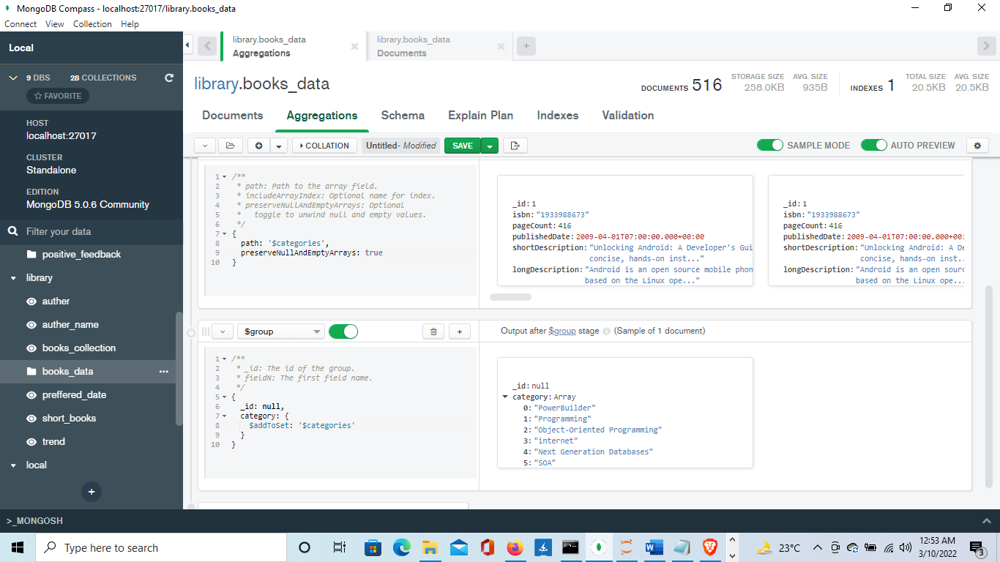 MongoDB Compass - localhost:27017/library.books_data
Connect View Collection Help
Local
9 DBS 28 COLLECTIONS
FAVORITE
HOST
localhost:27017
CLUSTER
Standalone
EDITION
MongoDB 5.0.6 Community
Filter your data
positive_feedback
library
auther
auther_name
books_collection
books_data
preffered_date
short_books
trend
local
library.books_data
Aggregations
library.books_data
Documents
library.books_data
DOCUMENTS 516
STORAGE SIZE
258.0KB
AVG. SIZE
935B
INDEXES 1
TOTAL SIZE
20.5KB
AVG. SIZE
20.5KB
Documents Aggregations Schema Explain Plan Indexes Validation
COLLATION Untitled- Modified SAVE SAMPLE MODE AUTO PREVIEW
1 /**
2 * path: Path to the array field.
3 * includeArrayIndex: Optional name for index.
4 * preserveNullAndEmptyArrays: Optional
5 *   toggle to unwind null and empty values.
6 */
7 {
8 path: '$categories',
9 preserveNullAndEmptyArrays: true
10 }
_id: 1
isbn: "1933988673"
pageCount: 416
publishedDate: 2009-04-01T07:00:00.000+00:00
shortDescription: "Unlocking Android: A Developer's Gui
concise, hands-on inst..."
longDescription: "Android is an open source mobile phon
based on the Linux ope..."
_id: 1
isbn: "1933988673"
pageCount: 416
publishedDate: 2009-04-01T07:00:00.000+00:
shortDescription: "Unlocking Android: A De
concise, hands-on inst..
longDescription: "Android is an open sourc
based on the Linux ope...
$group
Output after $group stage (Sample of 1 document)
1 /**
2 * _id: The id of the group.
3 * fieldN: The first field name.
4 */
5 {
6 _id: null,
7 category: {
8 $addToSet: '$categories'
9 }
10 }
_id: null
category: Array
0: "PowerBuilder"
1: "Programming"
2: "Object-Oriented Programming"
3: "internet"
4: "Next Generation Databases"
5: "SOA"
>_MONGOSH
Type here to search
23°C
12:53 AM
3/10/2022
3